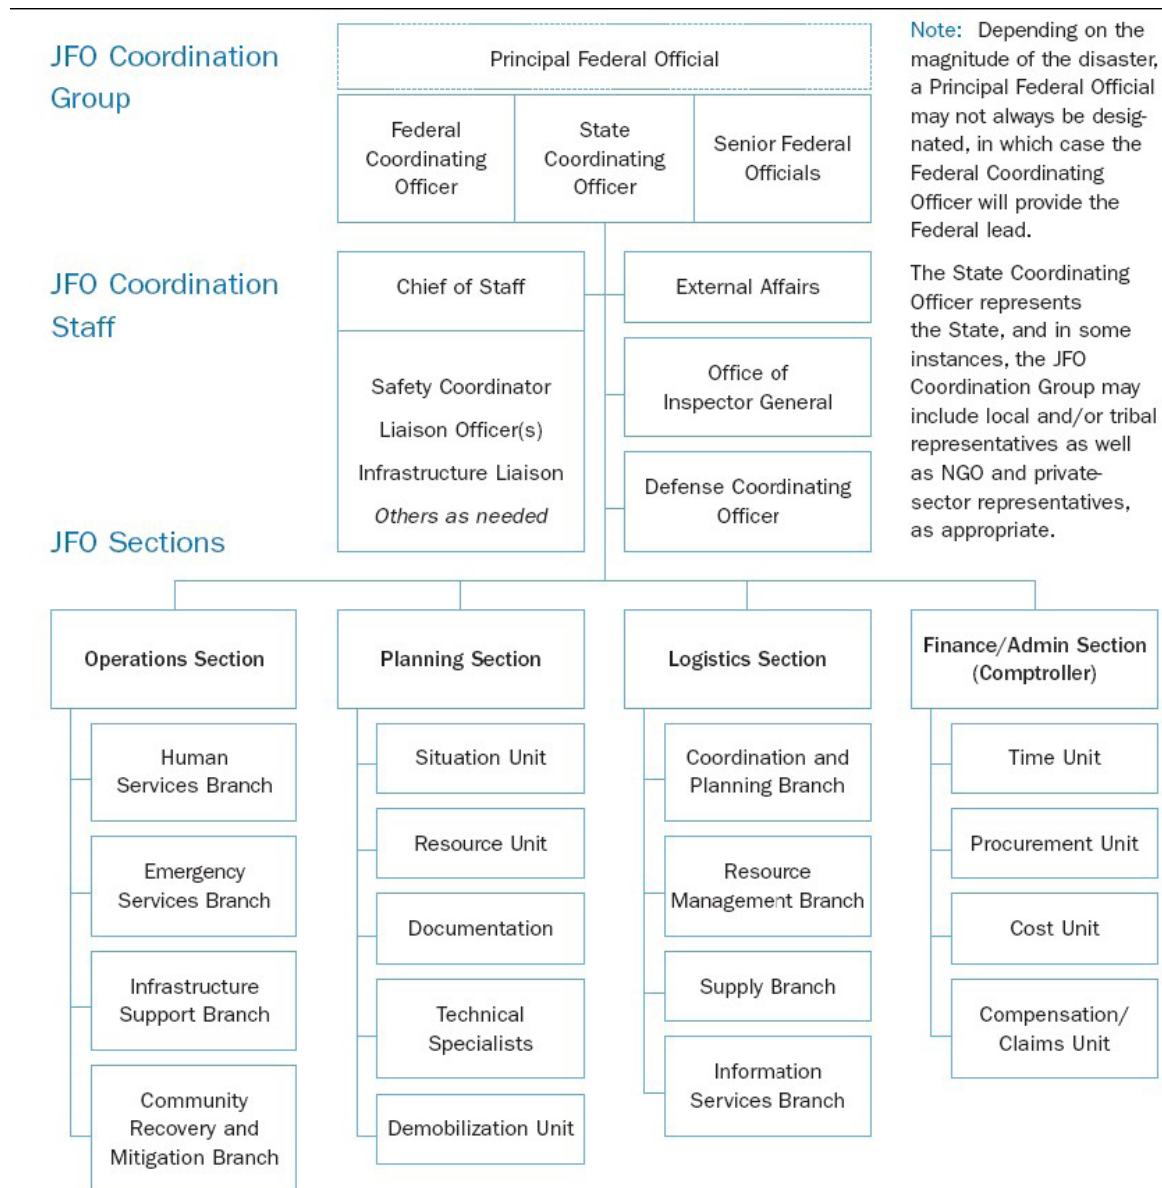 JFO Coordination
Group
Principal Federal Official
Federal
Coordinating
Officer
State
Coordinating
Officer
Senior Federal
Officials
Note: Depending on the
magnitude of the disaster,
a Principal Federal Official
may not always be desig-
nated, in which case the
Federal Coordinating
Officer will provide the
Federal lead.
The State Coordinating
Officer represents
the State, and in some
instances, the JFO
Coordination Group may
include local and/or tribal
representatives as well
as NGO and private-
sector representatives,
as appropriate.
JFO Coordination
Staff
Chief of Staff
Safety Coordinator
Liaison Officer(s)
Infrastructure Liaison
Others as needed
External Affairs
Office of
Inspector General
Defense Coordinating
Officer
JFO Sections
Operations Section
Human
Services Branch
Emergency
Services Branch
Infrastructure
Support Branch
Community
Recovery and
Mitigation Branch
Planning Section
Situation Unit
Resource Unit
Documentation
Technical
Specialists
Demobilization Unit
Logistics Section
Coordination and
Planning Branch
Resource
Management Branch
Supply Branch
Information
Services Branch
Finance/Admin Section
(Comptroller)
Time Unit
Procurement Unit
Cost Unit
Compensation/
Claims Unit